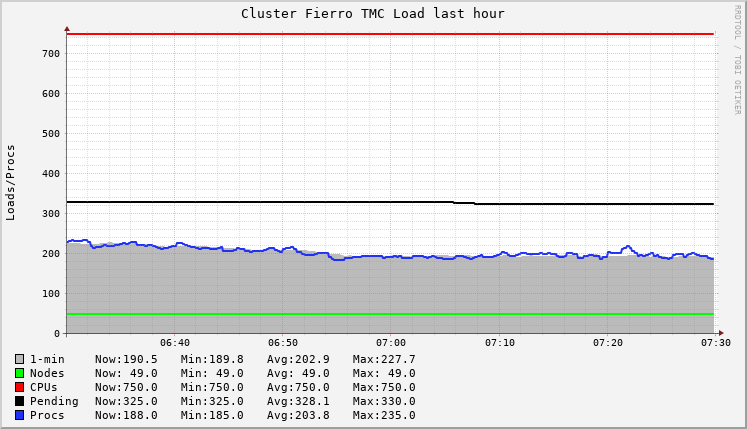 Cluster Fierro TMC Load last hour
RRDTOOL / TOBI OETIKER
Loads/Procs
700
600
500
400
300
200
100
0
06:40 06:50 07:00 07:10 07:20 07:30
1-min Now:190.5 Min:189.8 Avg:202.9 Max:227.7
Nodes Now: 49.0 Min: 49.0 Avg: 49.0 Max: 49.0
CPUs Now:750.0 Min:750.0 Avg:750.0 Max:750.0
Pending Now:325.0 Min:325.0 Avg:328.1 Max:330.0
Procs Now:188.0 Min:185.0 Avg:203.8 Max:235.0